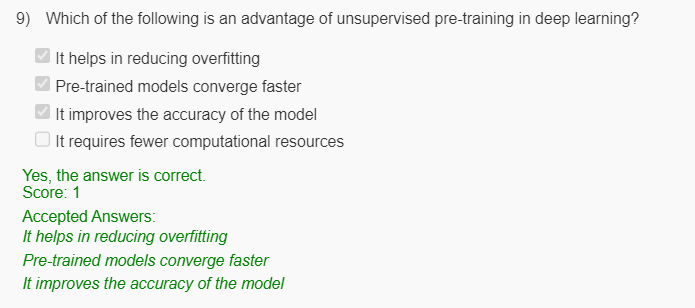 9) Which of the following is an advantage of unsupervised pre-training in deep learning?
It helps in reducing overfitting
Pre-trained models converge faster
It improves the accuracy of the model
It requires fewer computational resources
Yes, the answer is correct.
Score: 1
Accepted Answers:
It helps in reducing overfitting
Pre-trained models converge faster
It improves the accuracy of the model